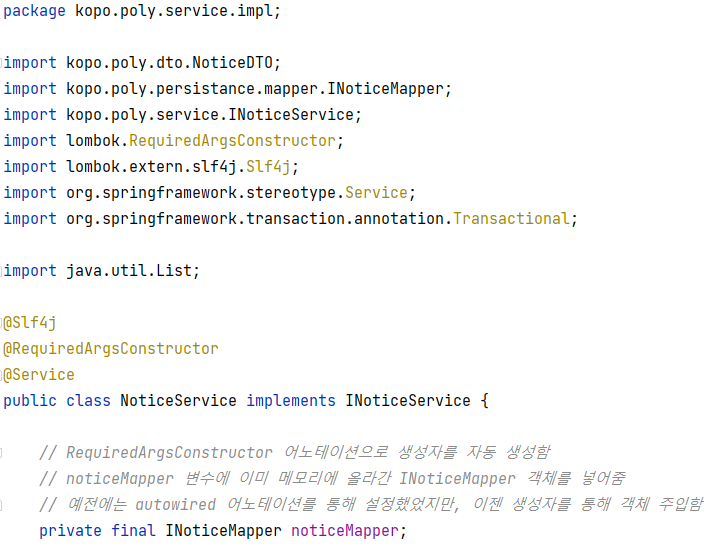 package kopo.poly.service.impl;
import kopo.poly.dto.NoticeDTO;
import kopo.poly.persistance.mapper.INoticeMapper;
import kopo.poly.service.INoticeService;
import lombok.RequiredArgsConstructor;
import lombok.extern.slf4j.Slf4j;
import org.springframework.stereotype.Service;
import org.springframework.transaction.annotation.Transactional;
import java.util.List;
@Slf4j
@RequiredArgsConstructor
@Service
public class NoticeService implements INoticeService {
// RequiredArgsConstructor 어노테이션으로 생성자를 자동 생성함
// noticeMapper 변수에 이미 메모리에 올라간 INoticeMapper 객체를 넣어줌
// 예전에는 autowired 어노테이션를 통해 설정했었지만, 이젠 생성자를 통해 객체 주입함
private final INoticeMapper noticeMapper;